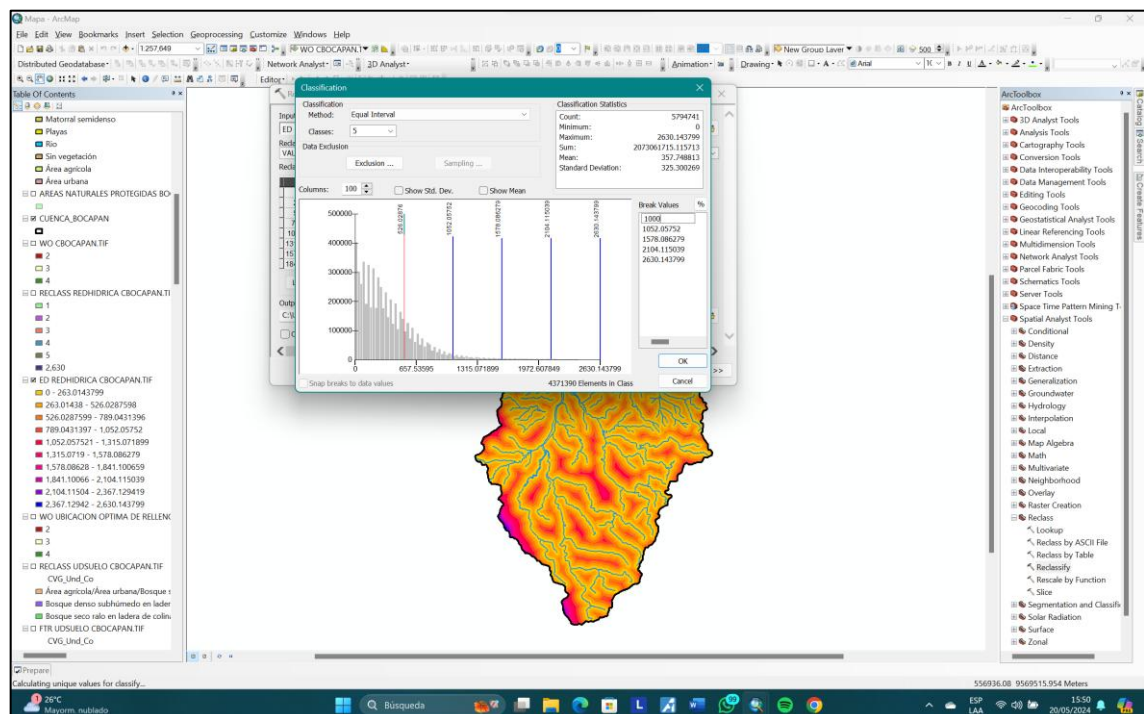 Mapa - ArcMap
File Edit View Bookmarks Insert Selection Geoprocessing Customize Windows Help
1:257,649
WO CBOCAPAN.T
New Group Layer
500
Distributed Geodatabase
Network Analyst
3D Analyst
Animation
Drawing
Arial
Editor
Table Of Contents
Matorral semidenso
Playas
Rio
Sin vegetación
Área agrícola
Área urbana
AREAS NATURALES PROTEGIDAS BO
CUENCA_BOCAPAN
WO CBOCAPAN.TIF
2
3
4
RECLASS REDHIDRICA CBOCAPAN.TI
1
2
3
4
5
2,630
ED REDHIDRICA CBOCAPAN.TIF
0 - 263.0143799
263.01438 - 526.0287598
526.0287599 - 789.0431396
789.0431397 - 1,052.05752
1,052.057521 - 1,315.071899
1,315.0719 - 1,578.086279
1,578.08628 - 1,841.100659
1,841.10066 - 2,104.115039
2,104.11504 - 2,367.129419
2,367.12942 - 2,630.143799
WO UBICACION OPTIMA DE RELLENO
2
3
4
RECLASS UDSUELO CBOCAPAN.TIF
CVG_Und_Co
Área agrícola/Área urbana/Bosque s
Bosque denso subhúmedo en lader
Bosque seco ralo en ladera de colin
FTR UDSUELO CBOCAPAN.TIF
CVG_Und_Co
Classification
Classification
Method: Equal Interval
Classes: 5
Data Exclusion
Exclusion ...
Sampling ...
Classification Statistics
Count: 5794741
Minimum: 0
Maximum: 2630.143799
Sum: 2073061715.115713
Mean: 357.748813
Standard Deviation: 325.300269
Columns: 100
Show Std. Dev.
Show Mean
Break Values
%
1000
1052.05752
1578.086279
2104.115039
2630.143799
526.02876
1052.05752
1578.086279
2104.115039
2630.143799
500000
400000
300000
200000
100000
0
0
657.53595
1315.071899
1972.607849
2630.143799
OK
Cancel
Snap breaks to data values
4371390 Elements in Class
Input
ED
Recla
VAL
Recla
Outp
C:\
>>
ArcToolbox
ArcToolbox
3D Analyst Tools
Analysis Tools
Cartography Tools
Conversion Tools
Data Interoperability Tools
Data Management Tools
Editing Tools
Geocoding Tools
Geostatistical Analyst Tools
Linear Referencing Tools
Multidimension Tools
Network Analyst Tools
Parcel Fabric Tools
Schematics Tools
Server Tools
Space Time Pattern Mining T
Spatial Analyst Tools
Conditional
Density
Distance
Extraction
Generalization
Groundwater
Hydrology
Interpolation
Local
Map Algebra
Math
Multivariate
Neighborhood
Overlay
Raster Creation
Reclass
Lookup
Reclass by ASCII File
Reclass by Table
Reclassify
Rescale by Function
Slice
Segmentation and Classifi
Solar Radiation
Surface
Zonal
Catalog
Search
Create Features
Prepare
Calculating unique values for classify...
556936.08 9569515.954 Meters
26°C
Mayorm. nublado
Búsqueda
99
ESP
LAA
15:50
20/05/2024